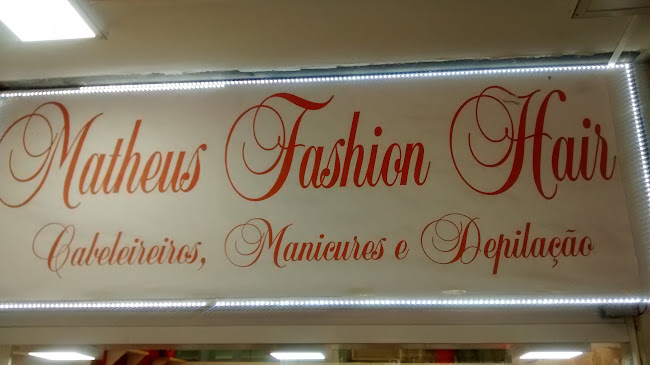 Matheus Fashion Hair
Cabeleireiros, Manicures e Depilação